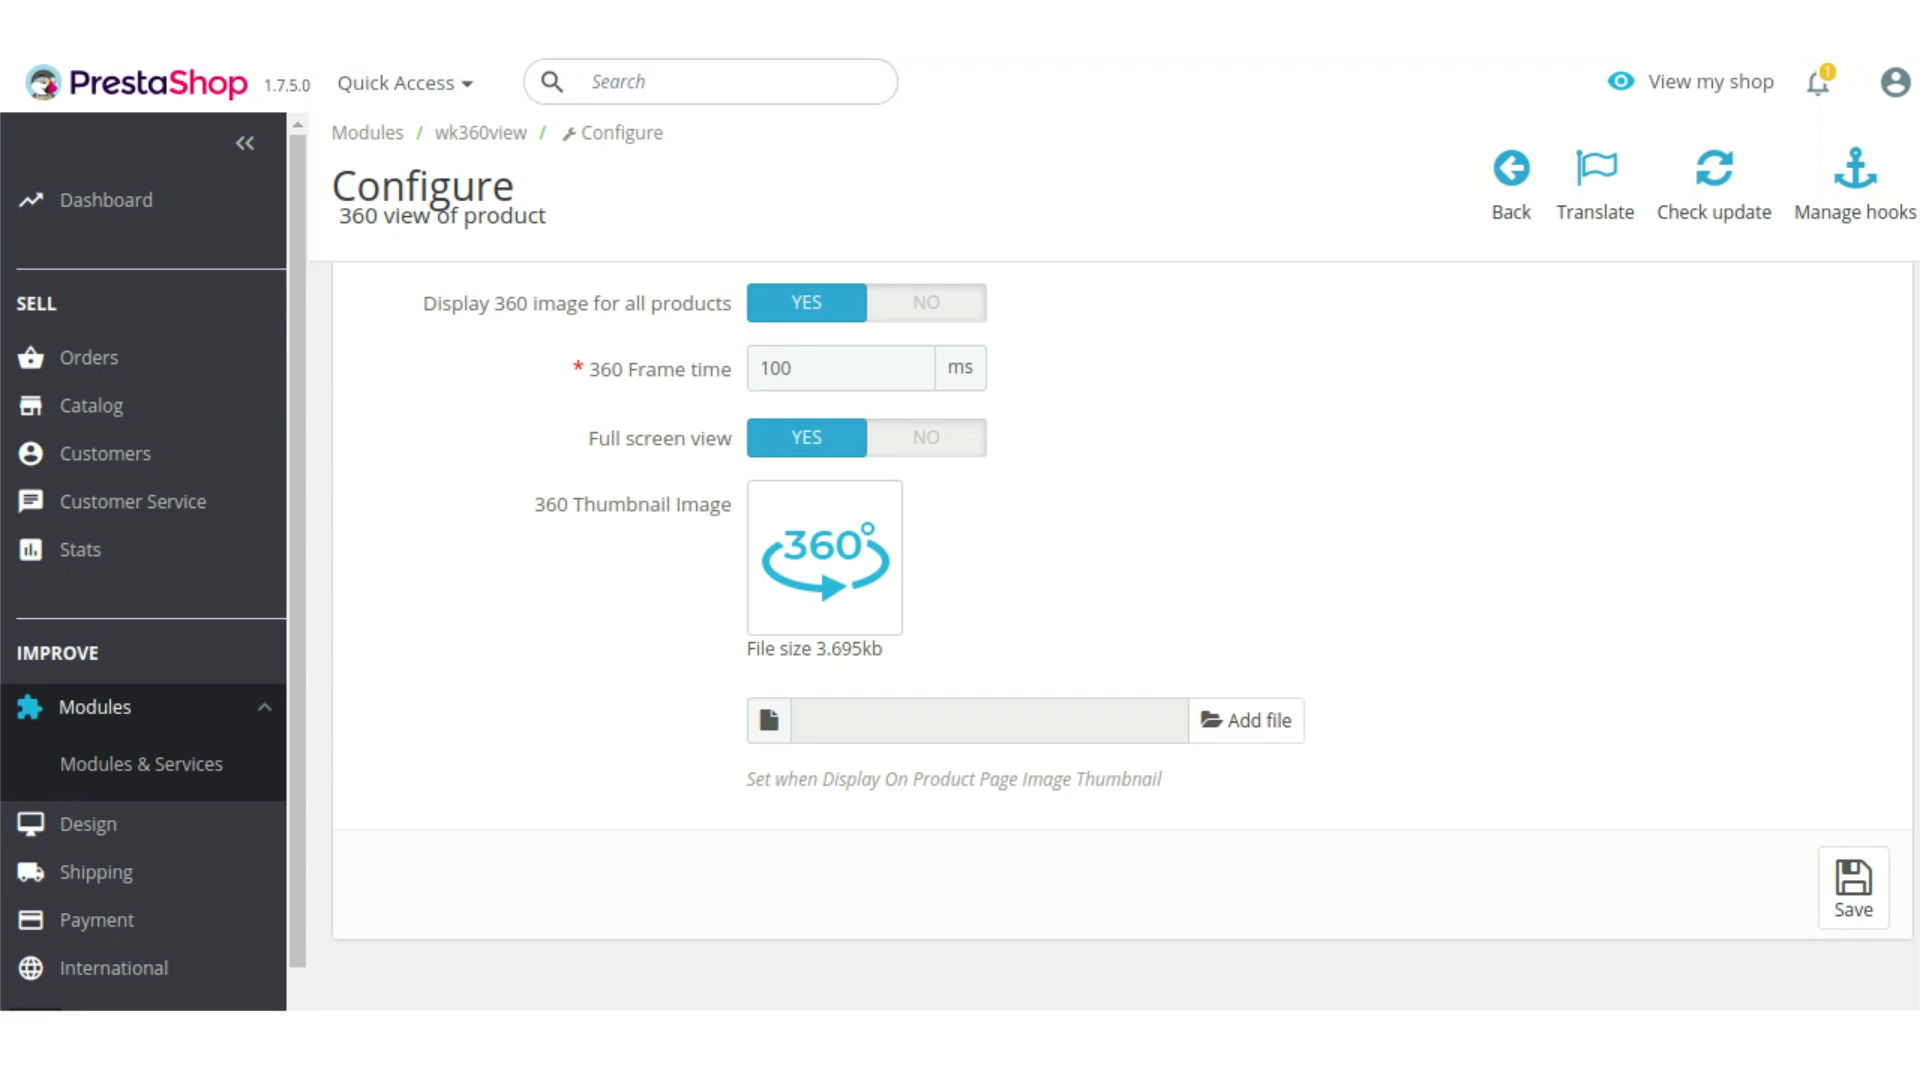 PrestaShop 1.7.5.0 Quick Access Search View my shop 1
Modules / wk360view / Configure
Configure
360 view of product
Back Translate Check update Manage hooks
Dashboard
SELL
Orders
Catalog
Customers
Customer Service
Stats
IMPROVE
Modules
Modules & Services
Design
Shipping
Payment
International
Display 360 image for all products YES NO
* 360 Frame time 100 ms
Full screen view YES NO
360 Thumbnail Image
360°
File size 3.695kb
Add file
Set when Display On Product Page Image Thumbnail
Save